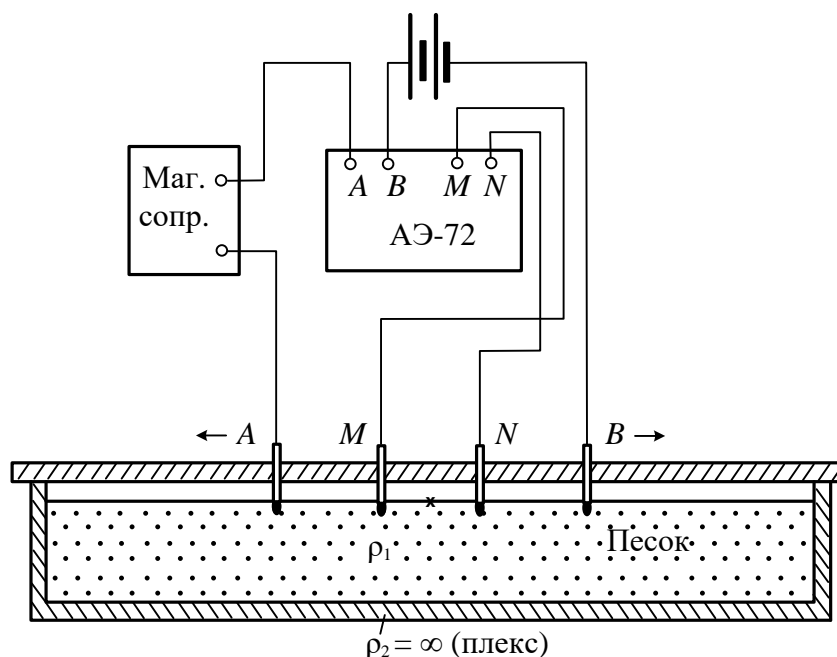 Маг.
сопр.
A B M N
АЭ-72
A M N B
x
ρ₁ Песок
ρ₂ = ∞ (плекс)